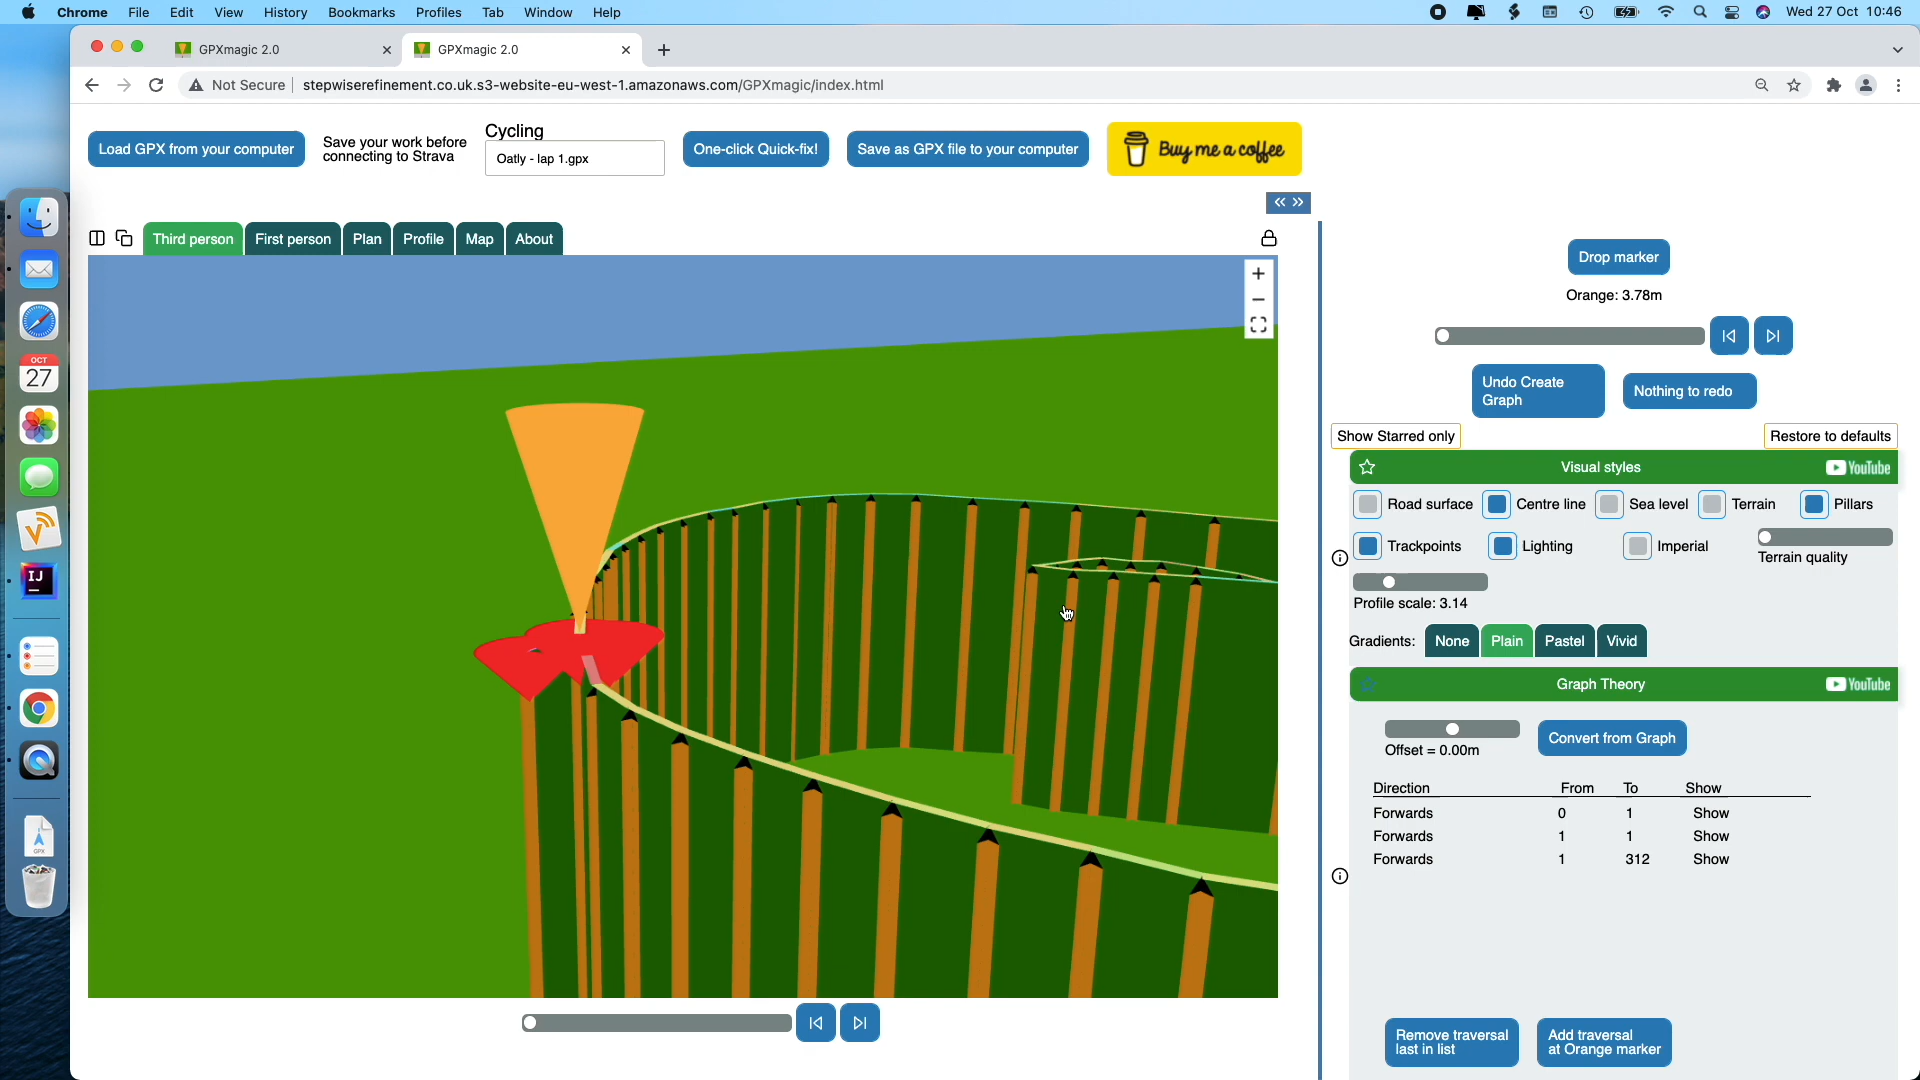 Chrome File Edit View History Bookmarks Profiles Tab Window Help
Wed 27 Oct 10:46
GPXmagic 2.0
GPXmagic 2.0
Not Secure stepwiserefinement.co.uk.s3-website-eu-west-1.amazonaws.com/GPXmagic/index.html
Load GPX from your computer
Save your work before
connecting to Strava
Cycling
Oatly - lap 1.gpx
One-click Quick-fix!
Save as GPX file to your computer
Buy me a coffee
Third person First person Plan Profile Map About
Drop marker
Orange: 3.78m
Undo Create
Graph
Nothing to redo
Show Starred only
Restore to defaults
Visual styles
YouTube
Road surface Centre line Sea level Terrain Pillars
Trackpoints Lighting Imperial
Terrain quality
Profile scale: 3.14
Gradients: None Plain Pastel Vivid
Graph Theory
YouTube
Offset = 0.00m
Convert from Graph
Direction From To Show
Forwards 0 1 Show
Forwards 1 1 Show
Forwards 1 312 Show
Remove traversal
last in list
Add traversal
at Orange marker
OCT
27
IJ
GPX